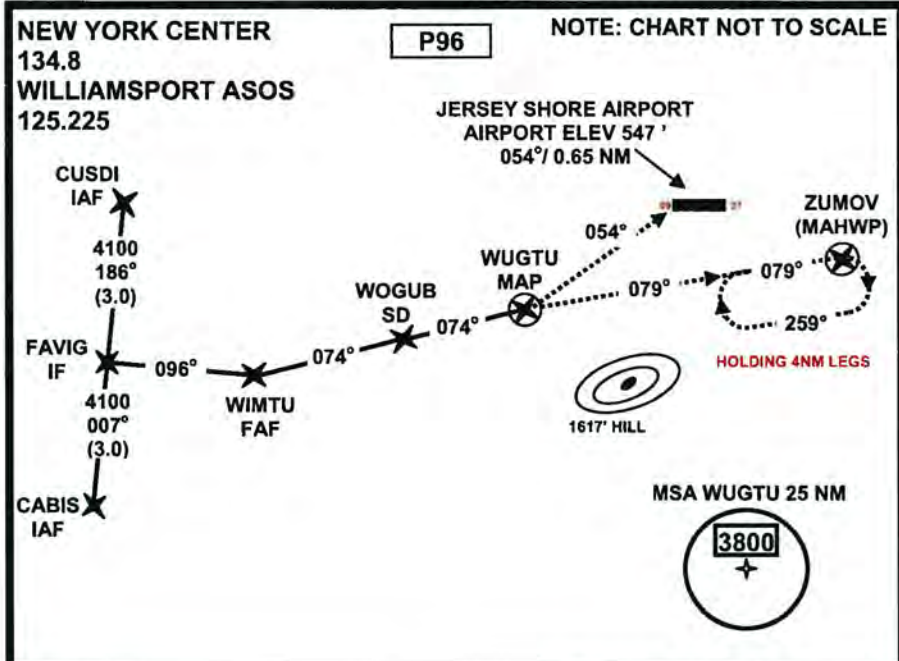 NEW YORK CENTER
134.8
WILLIAMSPORT ASOS
125.225
P96
NOTE: CHART NOT TO SCALE
JERSEY SHORE AIRPORT
AIRPORT ELEV 547 '
054°/ 0.65 NM
09
27
CUSDI
IAF
4100
186°
(3.0)
FAVIG
IF
096°
WIMTU
FAF
074°
WOGUB
SD
074°
WUGTU
MAP
054°
079°
079°
ZUMOV
(MAHWP)
259°
HOLDING 4NM LEGS
4100
007°
(3.0)
CABIS
IAF
1617' HILL
MSA WUGTU 25 NM
3800